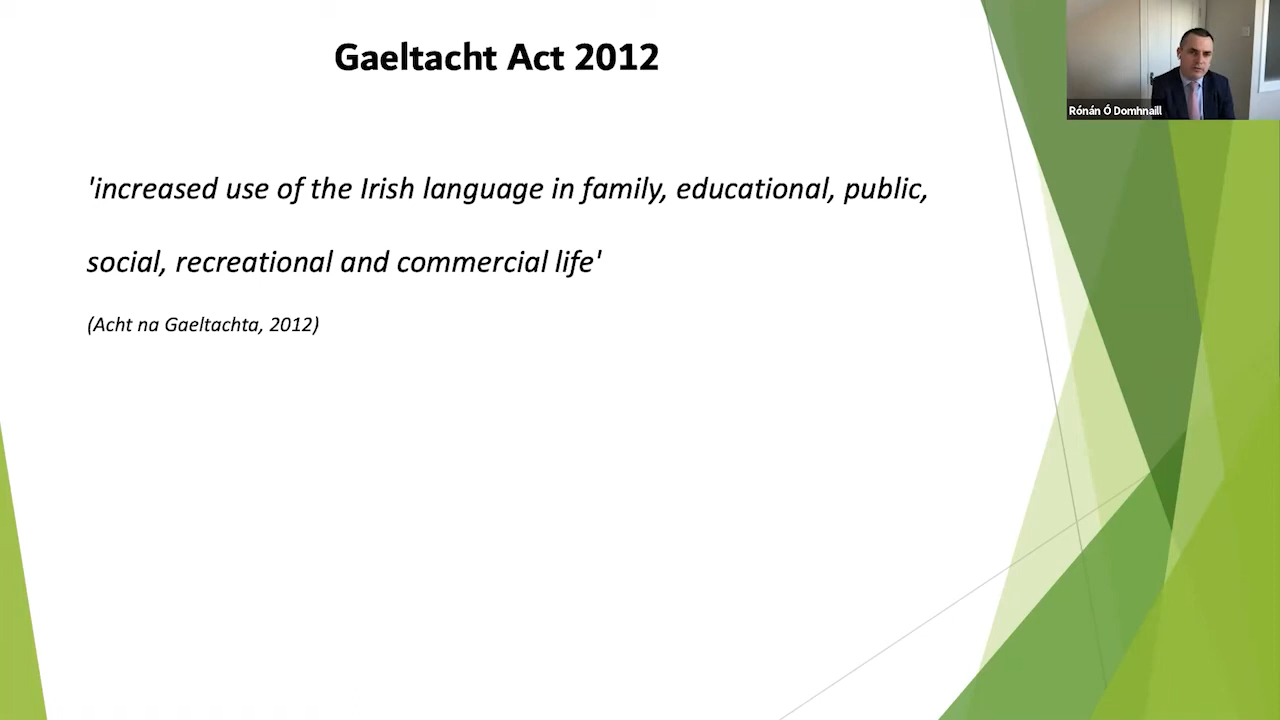 Gaeltacht Act 2012
Rónán Ó Domhnaill
'increased use of the Irish language in family, educational, public,
social, recreational and commercial life'
(Acht na Gaeltachta, 2012)